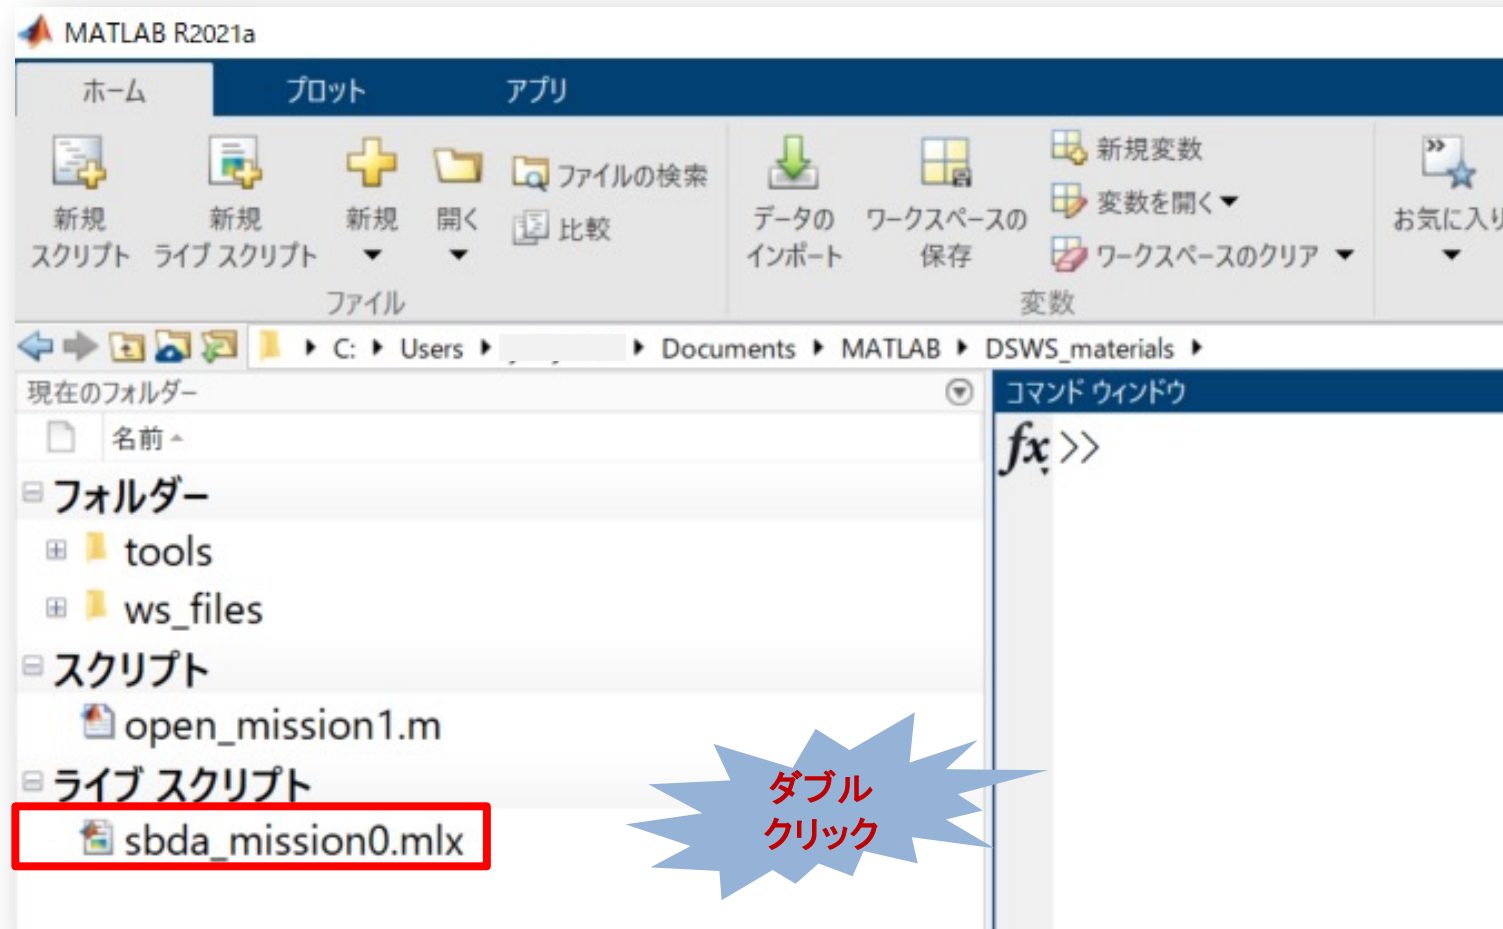 MATLAB R2021a
ホーム プロット アプリ
新規
スクリプト
新規
ライブ スクリプト
新規
開く
ファイルの検索
比較
ファイル
データの
インポート
ワークスペースの
保存
新規変数
変数を開く
ワークスペースのクリア
変数
お気に入り
C: Users Documents MATLAB DSWS_materials
現在のフォルダー
名前
コマンド ウィンドウ
fx >>
フォルダー
tools
ws_files
スクリプト
open_mission1.m
ライブ スクリプト
sbda_mission0.mlx
ダブル
クリック